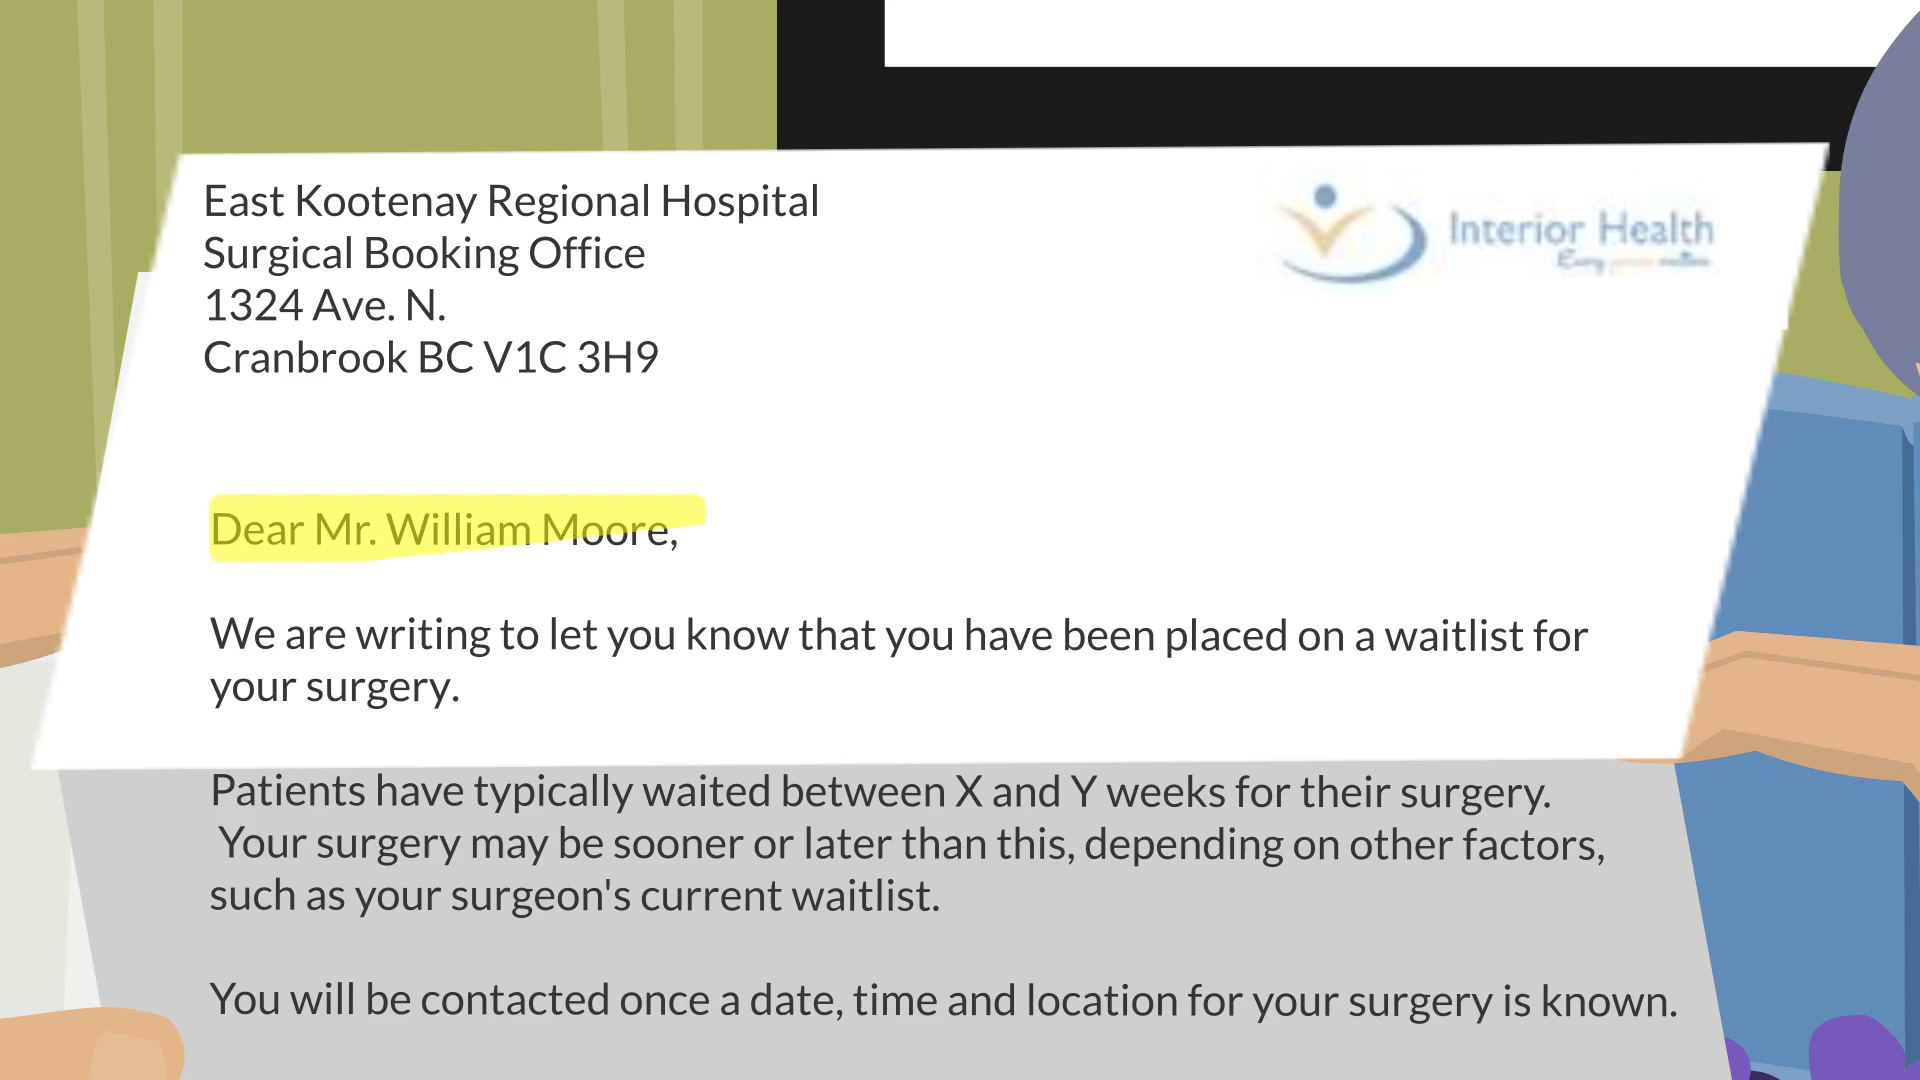 East Kootenay Regional Hospital
Surgical Booking Office
1324 Ave. N.
Cranbrook BC V1C 3H9
Interior Health
Every matters
Dear Mr. William Moore,
We are writing to let you know that you have been placed on a waitlist for
your surgery.
Patients have typically waited between X and Y weeks for their surgery.
Your surgery may be sooner or later than this, depending on other factors,
such as your surgeon's current waitlist.
You will be contacted once a date, time and location for your surgery is known.